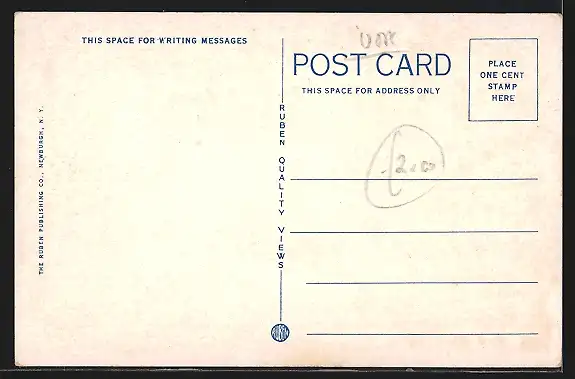 THIS SPACE FOR WRITING MESSAGES
POST CARD
THIS SPACE FOR ADDRESS ONLY
PLACE
ONE CENT
STAMP
HERE
RUBEN QUALITY VIEWS
THE RUBEN PUBLISHING CO., NEWBURGH, N. Y.
2.00